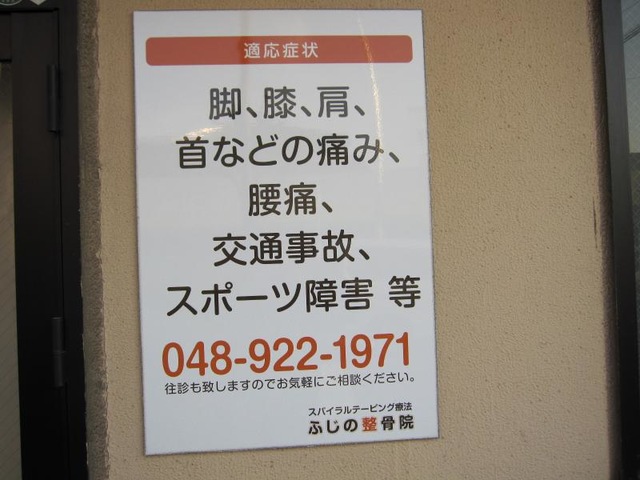 適応症状
脚、膝、肩、
首などの痛み、
腰痛、
交通事故、
スポーツ障害 等
048-922-1971
往診も致しますのでお気軽にご相談ください。
スパイラルテーピング療法
ふじの整骨院